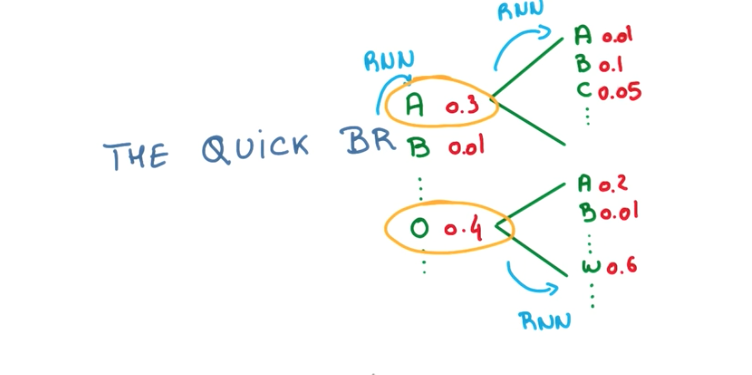 RNN
A 0.01
RNN
B 0.1
C 0.05
A 0.3
THE QUICK BR B 0.01
A 0.2
B 0.01
O 0.4
W 0.6
RNN